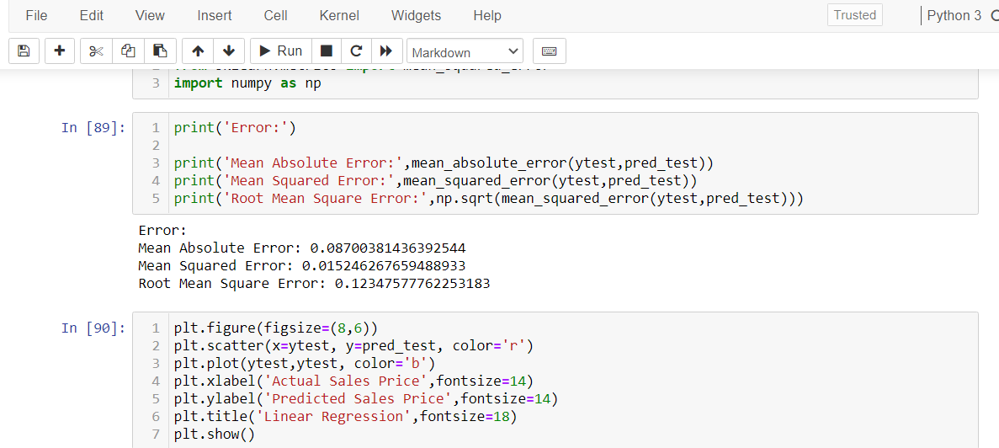 File Edit View Insert Cell Kernel Widgets Help Trusted Python 3
Run Markdown
3 import numpy as np
In [89]: 1 print('Error:')
2
3 print('Mean Absolute Error:',mean_absolute_error(ytest,pred_test))
4 print('Mean Squared Error:',mean_squared_error(ytest,pred_test))
5 print('Root Mean Square Error:',np.sqrt(mean_squared_error(ytest,pred_test)))
Error:
Mean Absolute Error: 0.08700381436392544
Mean Squared Error: 0.015246267659488933
Root Mean Square Error: 0.12347577762253183
In [90]: 1 plt.figure(figsize=(8,6))
2 plt.scatter(x=ytest, y=pred_test, color='r')
3 plt.plot(ytest,ytest, color='b')
4 plt.xlabel('Actual Sales Price',fontsize=14)
5 plt.ylabel('Predicted Sales Price',fontsize=14)
6 plt.title('Linear Regression',fontsize=18)
7 plt.show()